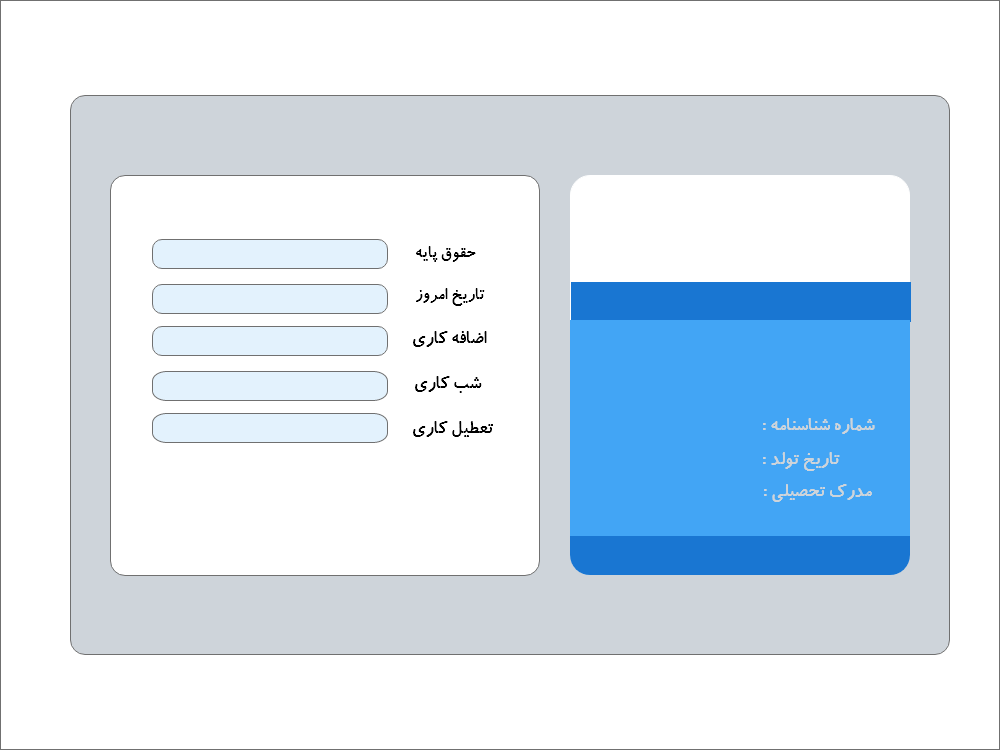 شماره شناسنامه :
تاریخ تولد :
مدرک تحصیلی :
حقوق پایه
تاریخ امروز
اضافه کاری
شب کاری
تعطیل کاری